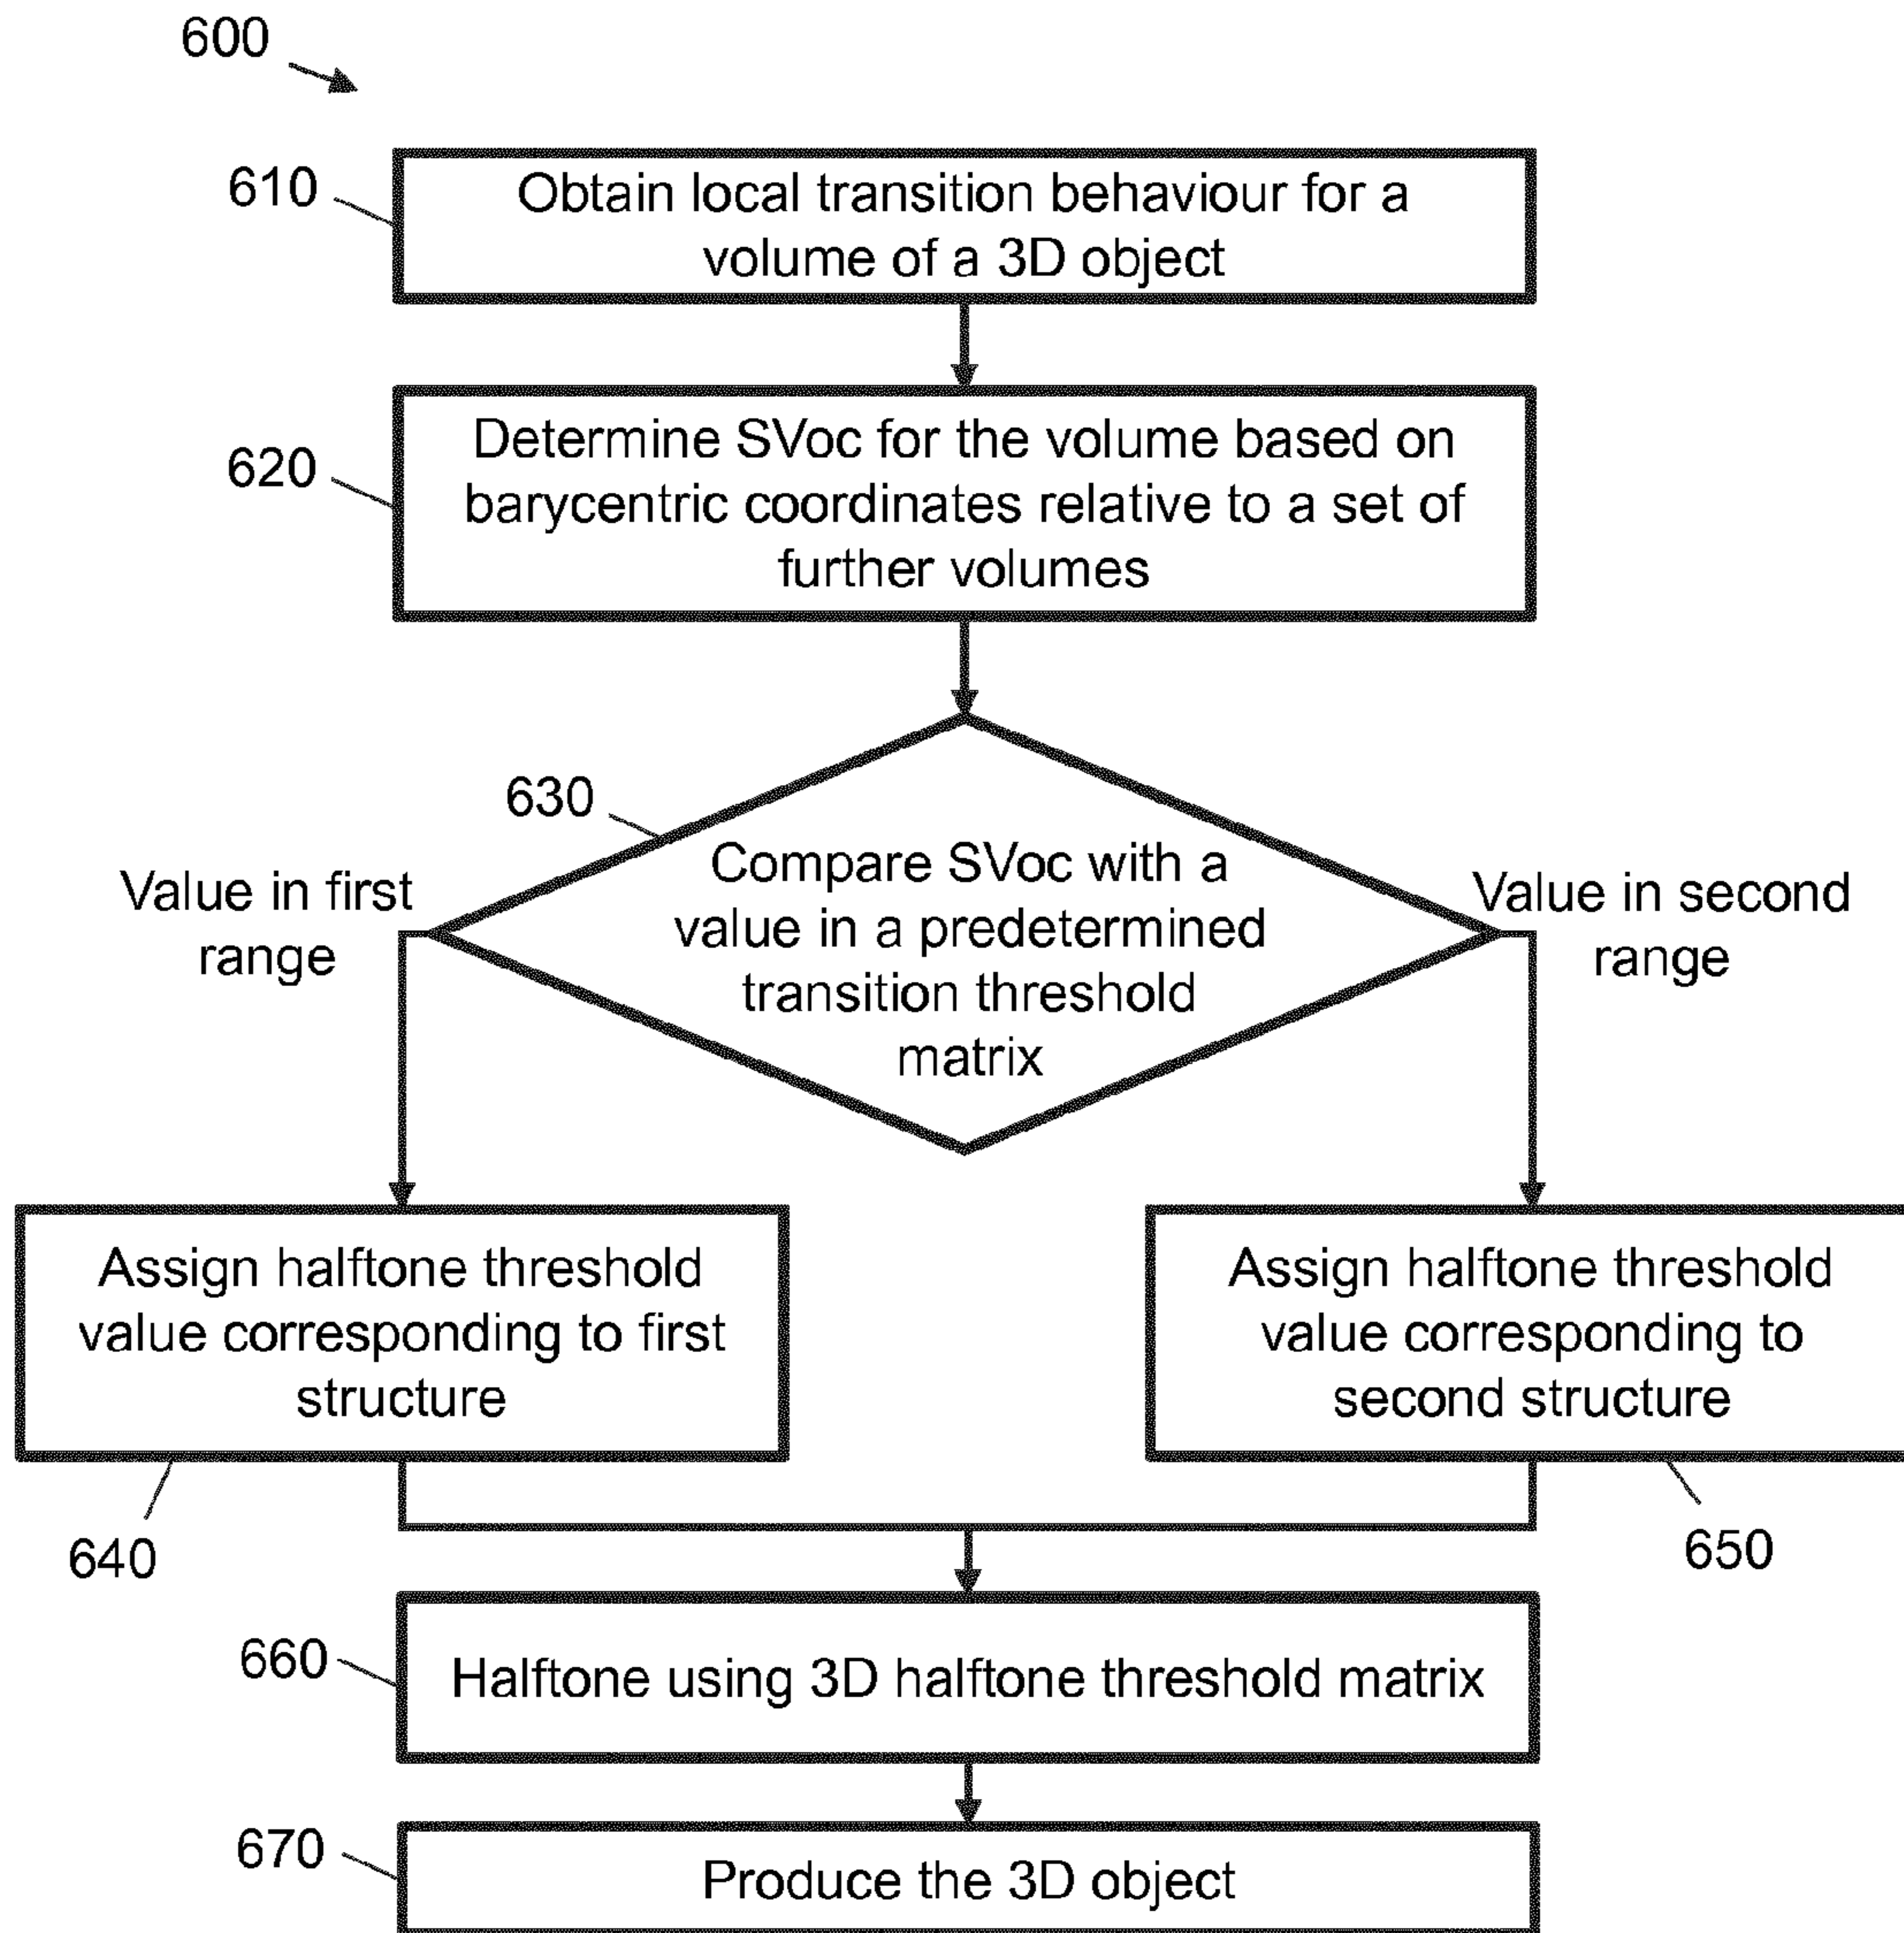 600
610
Obtain local transition behaviour for a
volume of a 3D object
620
Determine SVoc for the volume based on
barycentric coordinates relative to a set of
further volumes
630
Compare SVoc with a
value in a predetermined
transition threshold
matrix
Value in first
range
Value in second
range
Assign halftone threshold
value corresponding to first
structure
640
Assign halftone threshold
value corresponding to
second structure
650
660
Halftone using 3D halftone threshold matrix
670
Produce the 3D object